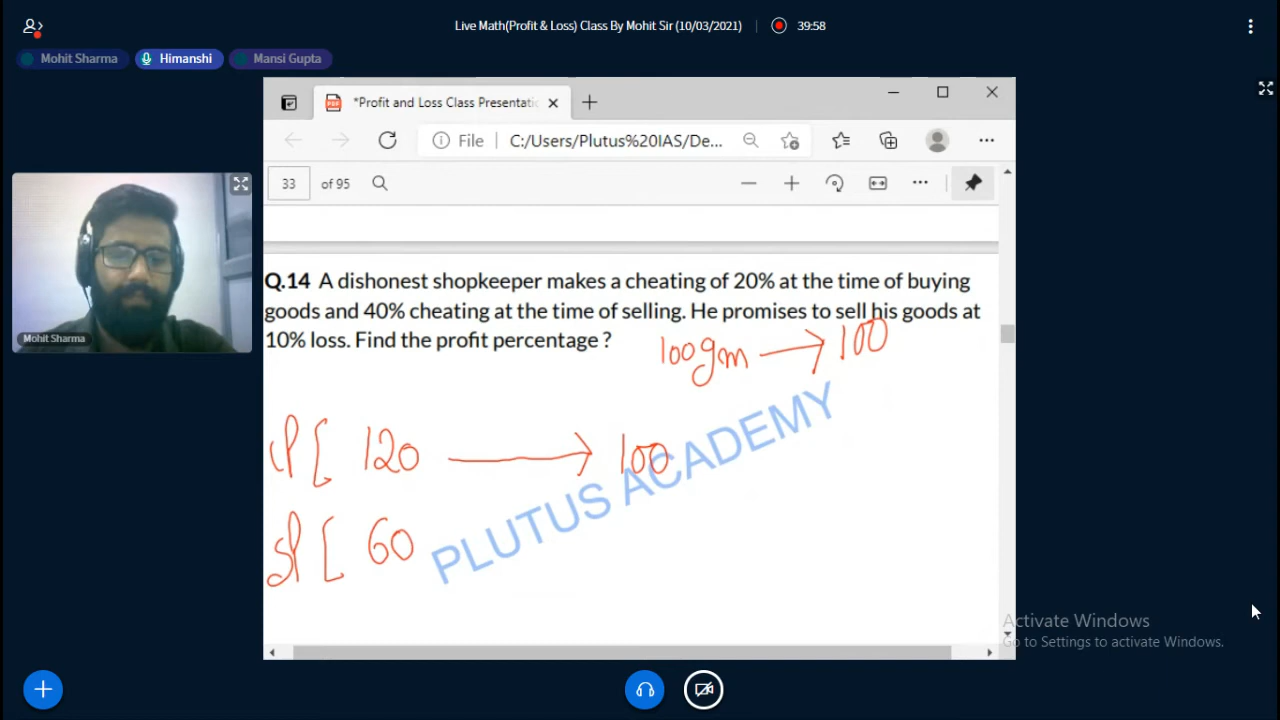 Live Math(Profit & Loss) Class By Mohit Sir (10/03/2021)
39:58
Mohit Sharma
Himanshi
Mansi Gupta
*Profit and Loss Class Presentatic
File
C:/Users/Plutus%20IAS/De...
33
of 95
Mohit Sharma
Q.14 A dishonest shopkeeper makes a cheating of 20% at the time of buying
goods and 40% cheating at the time of selling. He promises to sell his goods at
10% loss. Find the profit percentage ?
100gm → 100
CP [ 120 → 100
SP [ 60
PLUTUS ACADEMY
Activate Windows
Go to Settings to activate Windows.